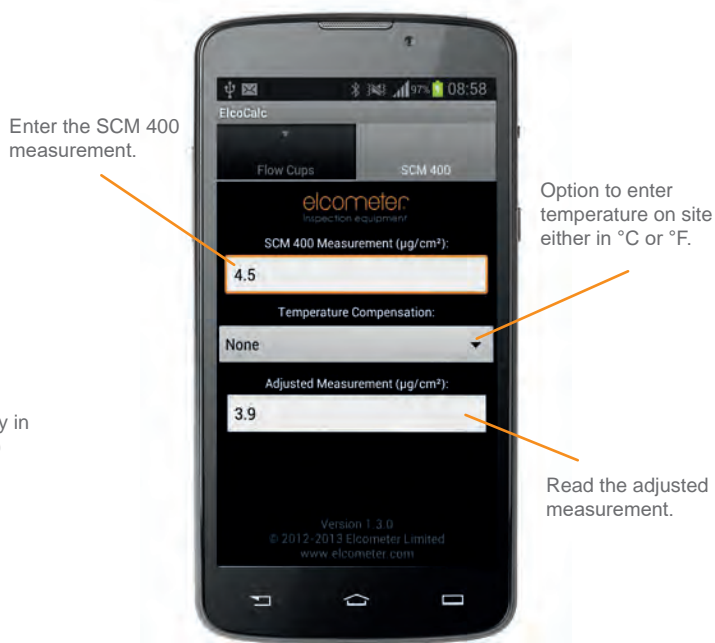 97% 08:58
ElcoCalc
Flow Cups SCM 400
elcometer
inspection equipment
SCM 400 Measurement (µg/cm²):
4.5
Temperature Compensation:
None
Adjusted Measurement (µg/cm²):
3.9
Version 1.3.0
© 2012-2013 Elcometer Limited
www.elcometer.com
Enter the SCM 400
measurement.
y in
Option to enter
temperature on site
either in °C or °F.
Read the adjusted
measurement.